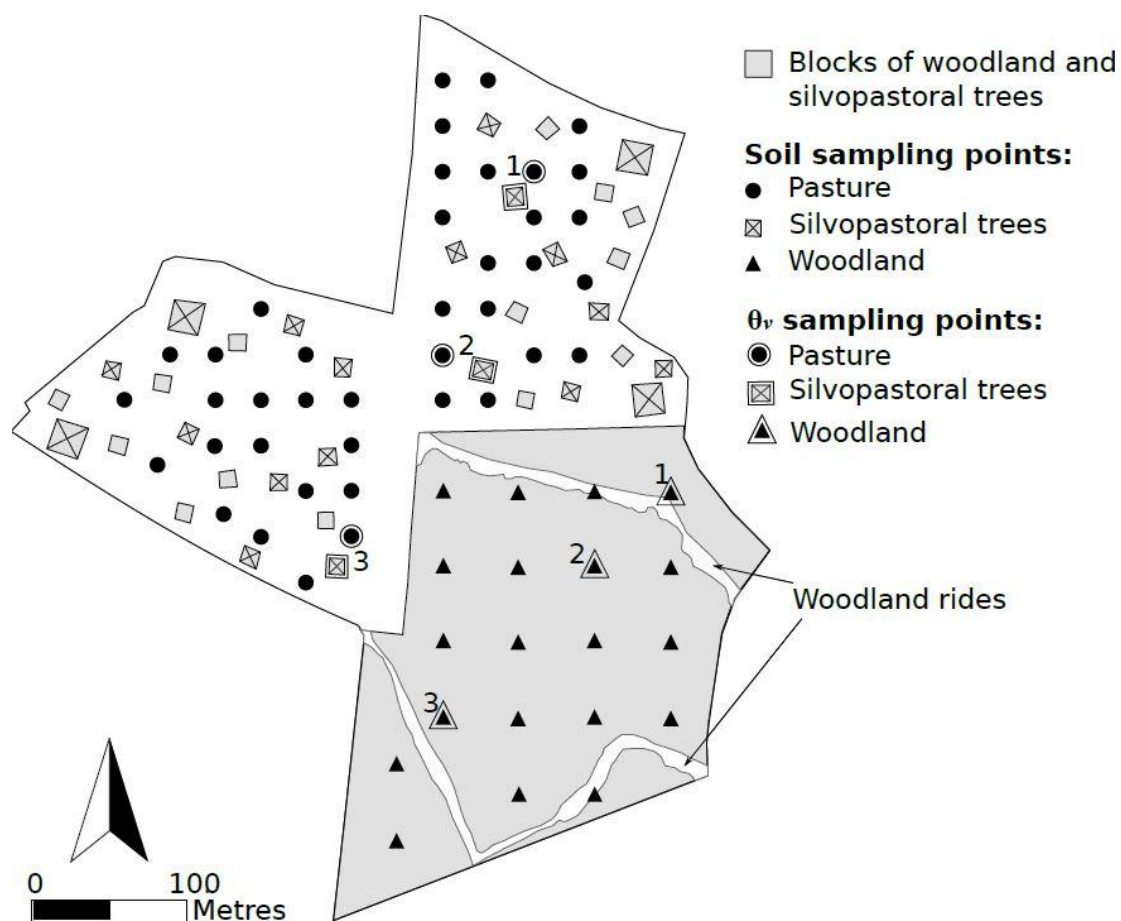 Blocks of woodland and
silvopastoral trees
Soil sampling points:
Pasture
Silvopastoral trees
Woodland
θv sampling points:
Pasture
Silvopastoral trees
Woodland
1
2
3
1
2
3
Woodland rides
0 100
Metres